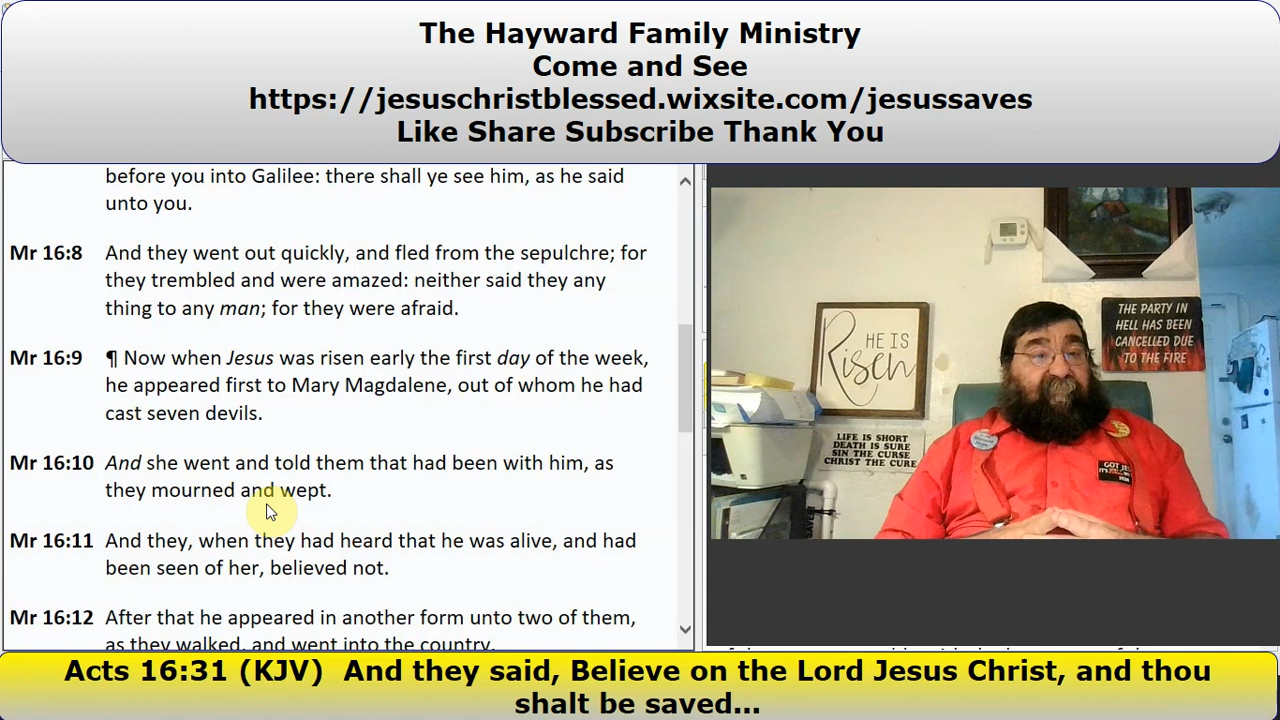 The Hayward Family Ministry
Come and See
https://jesuschristblessed.wixsite.com/jesussaves
Like Share Subscribe Thank You
before you into Galilee: there shall ye see him, as he said
unto you.
Mr 16:8 And they went out quickly, and fled from the sepulchre; for
they trembled and were amazed: neither said they any
thing to any man; for they were afraid.
Mr 16:9 ¶ Now when Jesus was risen early the first day of the week,
he appeared first to Mary Magdalene, out of whom he had
cast seven devils.
Mr 16:10 And she went and told them that had been with him, as
they mourned and wept.
Mr 16:11 And they, when they had heard that he was alive, and had
been seen of her, believed not.
Mr 16:12 After that he appeared in another form unto two of them,
as they walked, and went into the country.
HE IS
Risen
LIFE IS SHORT
DEATH IS SURE
SIN THE CURSE
CHRIST THE CURE
THE PARTY IN
HELL HAS BEEN
CANCELLED DUE
TO THE FIRE
GOT
Acts 16:31 (KJV) And they said, Believe on the Lord Jesus Christ, and thou
shalt be saved...